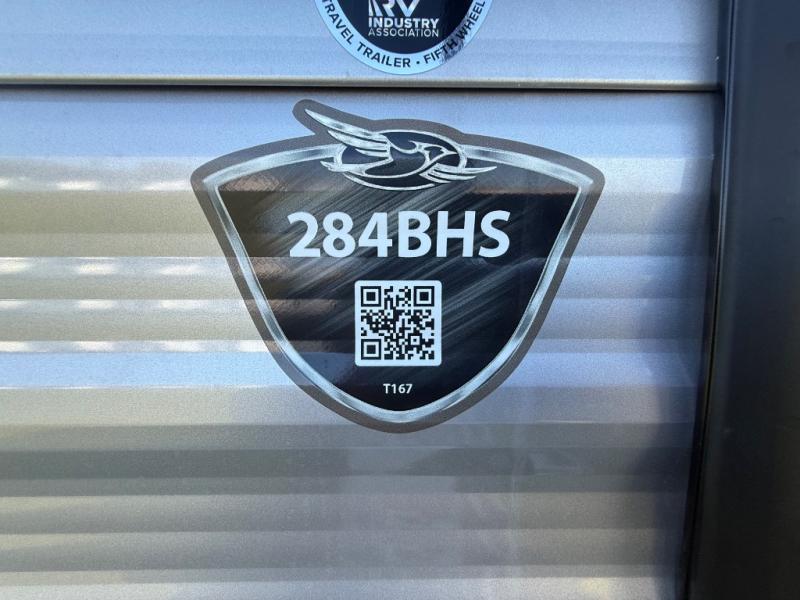 RV
INDUSTRY
ASSOCIATION
TRAVEL TRAILER • FIFTH WHEEL
284BHS
T167